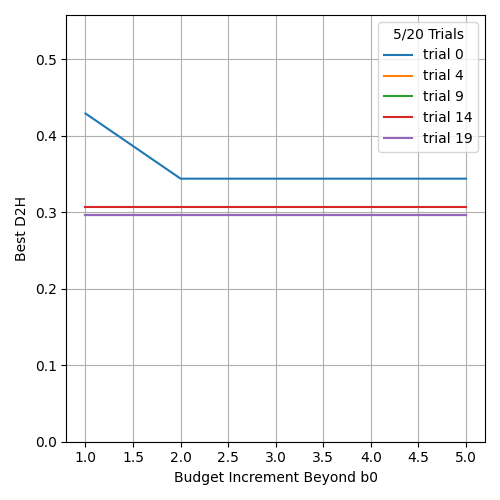 5/20 Trials
trial 0
trial 4
trial 9
trial 14
trial 19
Best D2H
0.5
0.4
0.3
0.2
0.1
0.0
1.0 1.5 2.0 2.5 3.0 3.5 4.0 4.5 5.0
Budget Increment Beyond b0